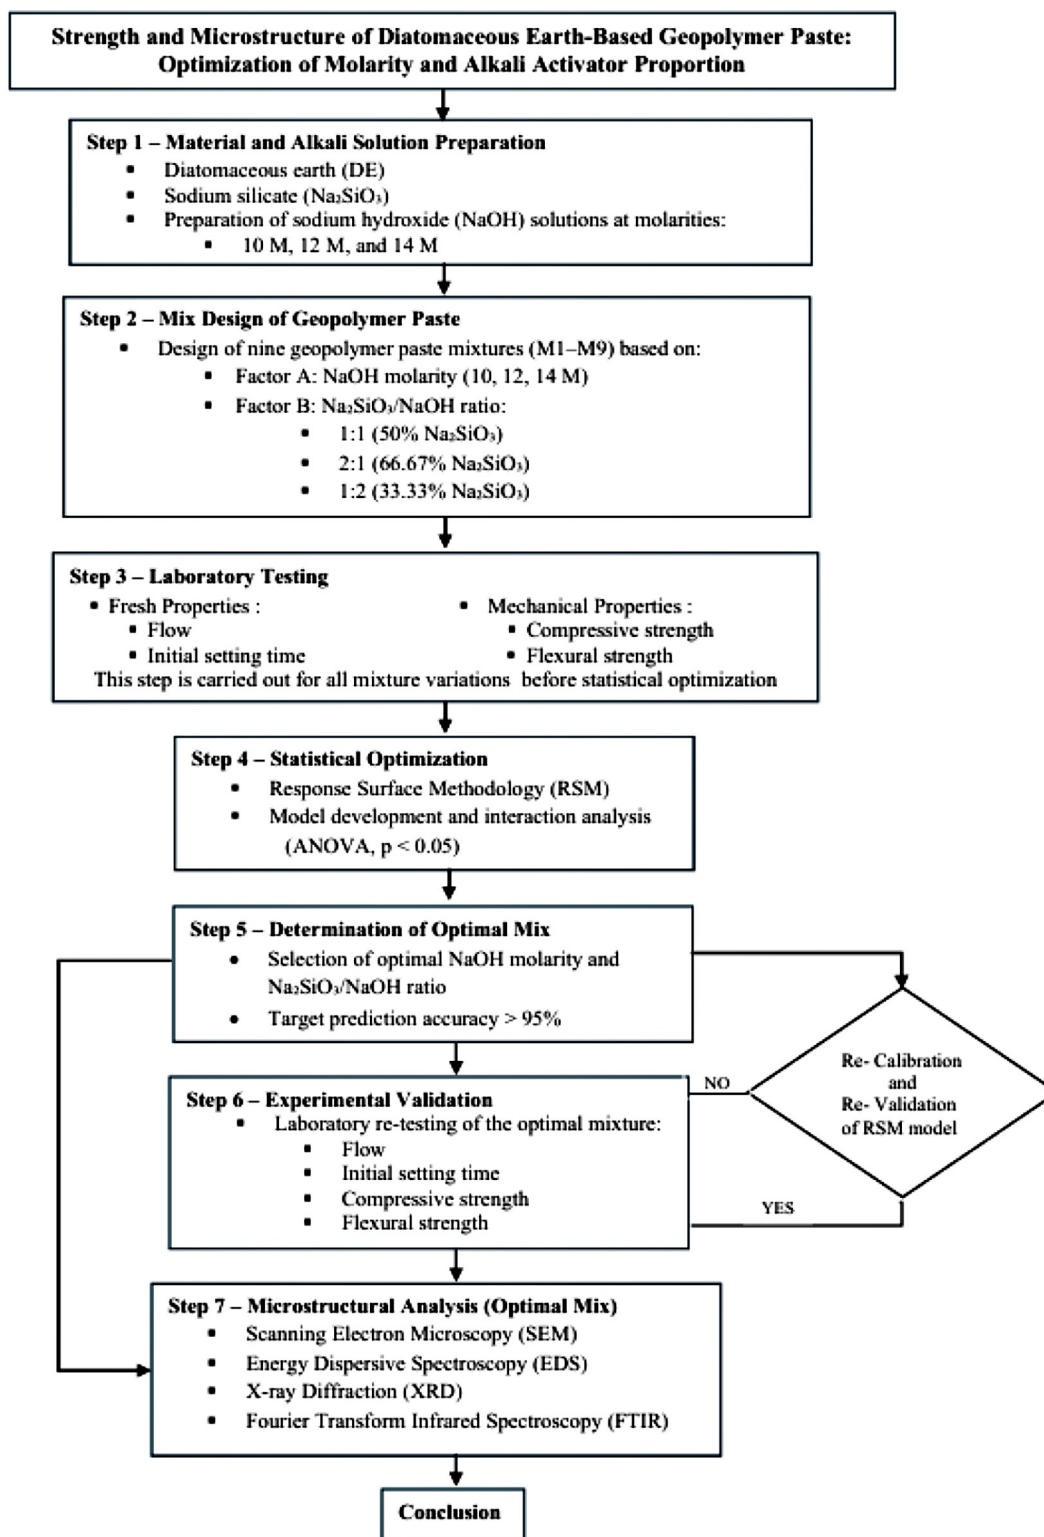 Strength and Microstructure of Diatomaceous Earth-Based Geopolymer Paste:
Optimization of Molarity and Alkali Activator Proportion
Step 1 – Material and Alkali Solution Preparation
▪ Diatomaceous earth (DE)
▪ Sodium silicate (Na₂SiO₃)
▪ Preparation of sodium hydroxide (NaOH) solutions at molarities:
▪ 10 M, 12 M, and 14 M
Step 2 – Mix Design of Geopolymer Paste
▪ Design of nine geopolymer paste mixtures (M1–M9) based on:
▪ Factor A: NaOH molarity (10, 12, 14 M)
▪ Factor B: Na₂SiO₃/NaOH ratio:
▪ 1:1 (50% Na₂SiO₃)
▪ 2:1 (66.67% Na₂SiO₃)
▪ 1:2 (33.33% Na₂SiO₃)
Step 3 – Laboratory Testing
▪ Fresh Properties :
▪ Flow
▪ Initial setting time
▪ Mechanical Properties :
▪ Compressive strength
▪ Flexural strength
This step is carried out for all mixture variations before statistical optimization
Step 4 – Statistical Optimization
▪ Response Surface Methodology (RSM)
▪ Model development and interaction analysis
(ANOVA, p < 0.05)
Step 5 – Determination of Optimal Mix
• Selection of optimal NaOH molarity and
Na₂SiO₃/NaOH ratio
• Target prediction accuracy > 95%
Re- Calibration
and
Re- Validation
of RSM model
NO
YES
Step 6 – Experimental Validation
▪ Laboratory re-testing of the optimal mixture:
▪ Flow
▪ Initial setting time
▪ Compressive strength
▪ Flexural strength
Step 7 – Microstructural Analysis (Optimal Mix)
▪ Scanning Electron Microscopy (SEM)
▪ Energy Dispersive Spectroscopy (EDS)
▪ X-ray Diffraction (XRD)
▪ Fourier Transform Infrared Spectroscopy (FTIR)
Conclusion